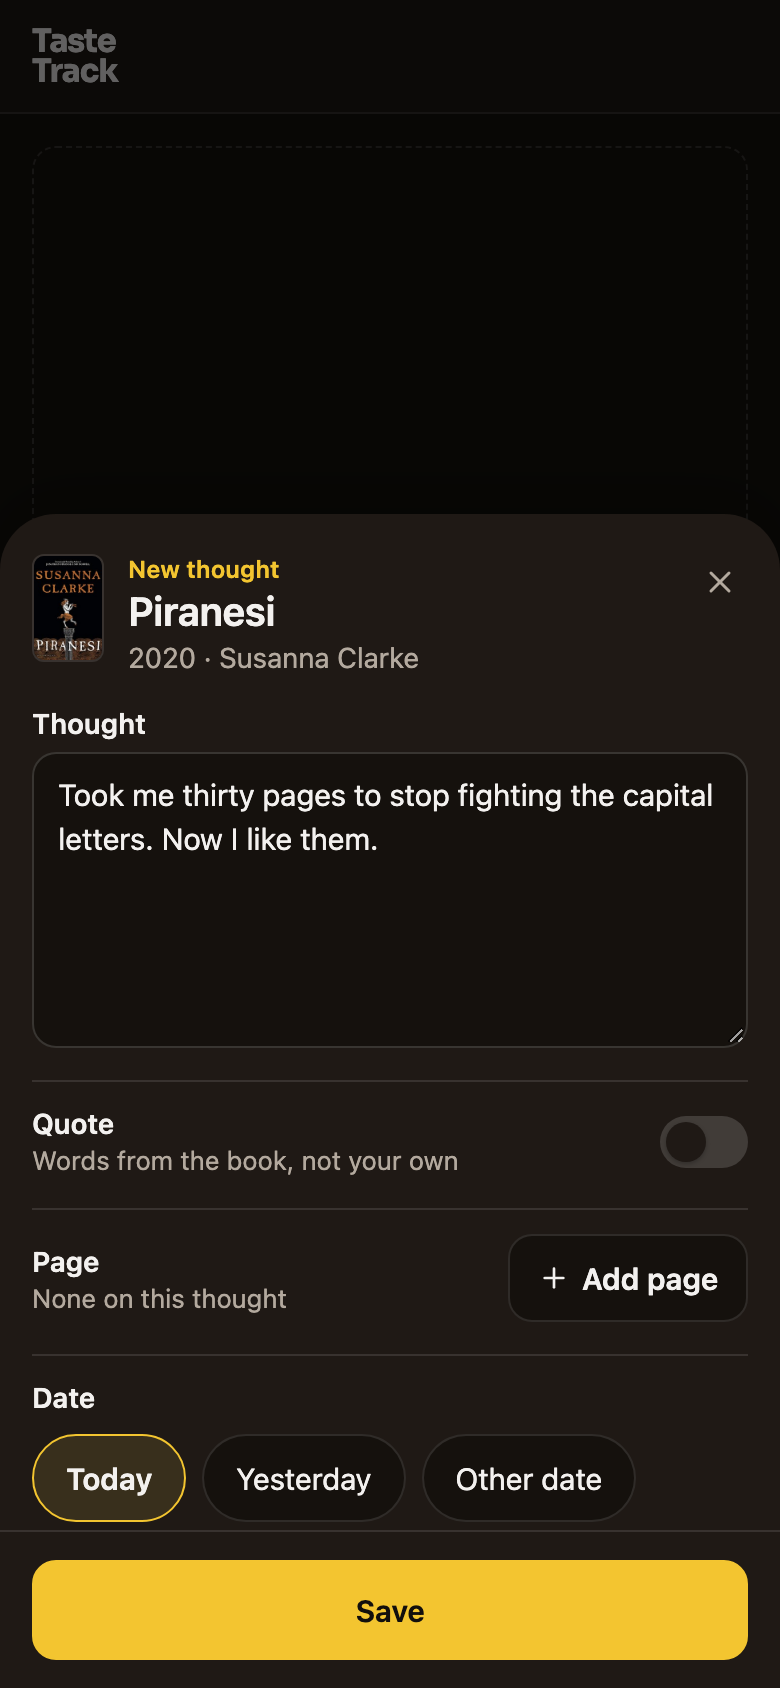 Taste
Track
SUSANNA
CLARKE
PIRANESI
New thought
Piranesi
2020 · Susanna Clarke
Thought
Took me thirty pages to stop fighting the capital
letters. Now I like them.
Quote
Words from the book, not your own
Page
None on this thought
+ Add page
Date
Today
Yesterday
Other date
Save